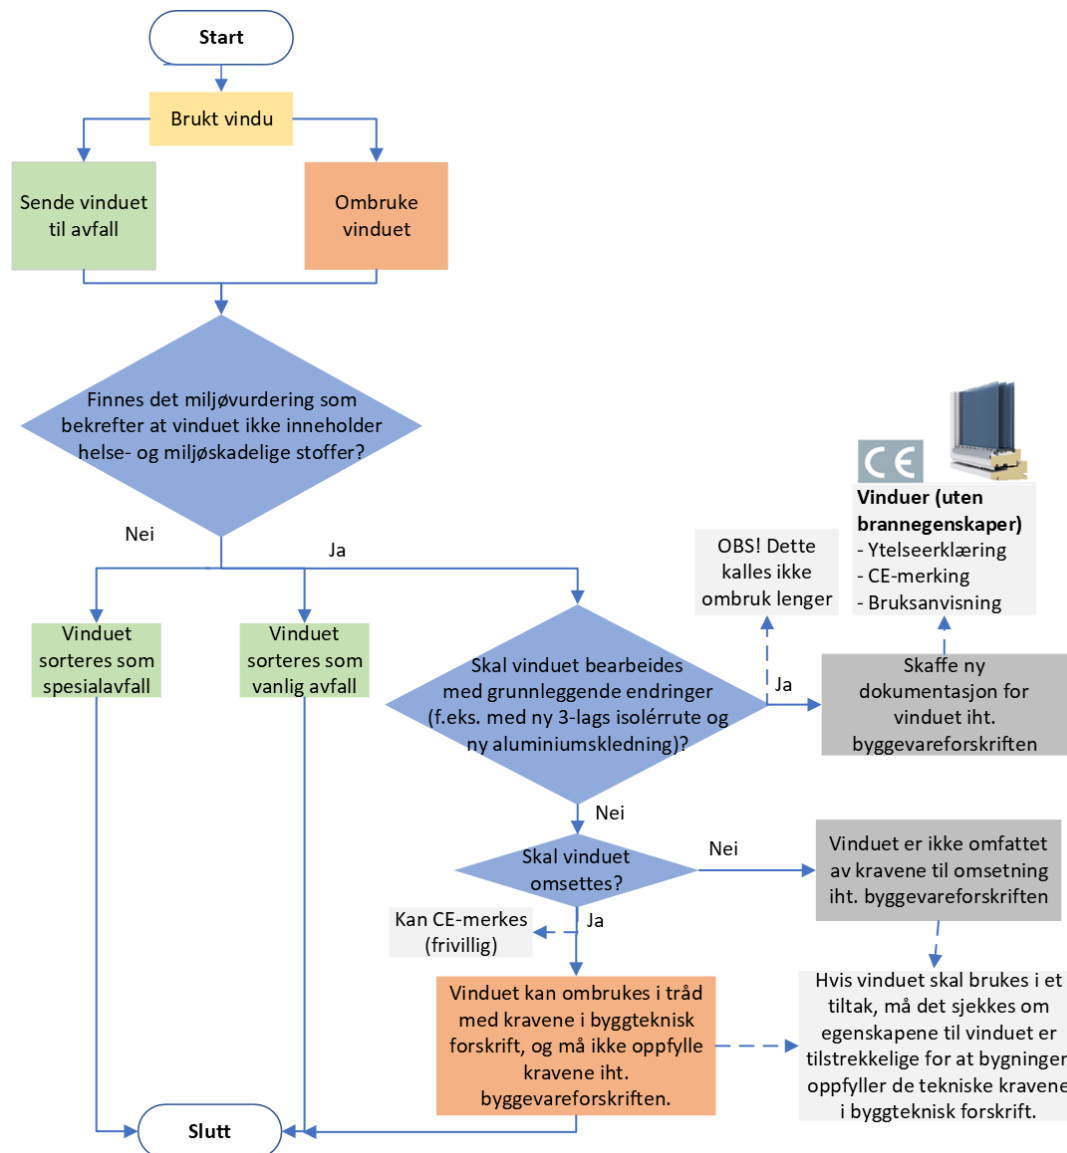 Start
Brukt vindu
Sende vinduet
til avfall
Ombruke
vinduet
Finnes det miljøvurdering som
bekrefter at vinduet ikke inneholder
helse- og miljøskadelige stoffer?
Nei
Ja
Vinduet
sorteres som
spesialavfall
Vinduet
sorteres som
vanlig avfall
Skal vinduet bearbeides
med grunnleggende endringer
(f.eks. med ny 3-lags isolérrute og
ny aluminiumskledning)?
OBS! Dette
kalles ikke
ombruk lenger
Ja
CE
Vinduer (uten
brannegenskaper)
- Ytelseerklæring
- CE-merking
- Bruksanvisning
Skaffe ny
dokumentasjon for
vinduet iht.
byggevareforskriften
Nei
Skal vinduet
omsettes?
Nei
Vinduet er ikke omfattet
av kravene til omsetning
iht. byggevareforskriften
Kan CE-merkes
(frivillig)
Ja
Vinduet kan ombrukes i tråd
med kravene i byggteknisk
forskrift, og må ikke oppfylle
kravene iht.
byggevareforskriften.
Hvis vinduet skal brukes i et
tiltak, må det sjekkes om
egenskapene til vinduet er
tilstrekkelige for at bygningen
oppfyller de tekniske kravene
i byggteknisk forskrift.
Slutt